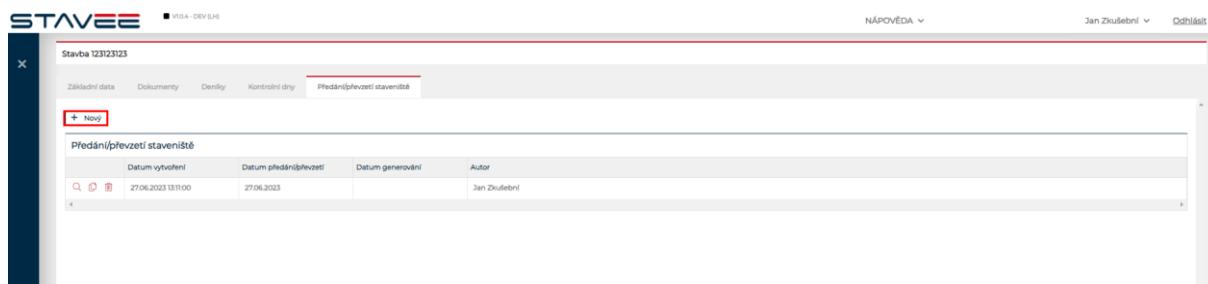 STAVEE V1.0.4 - DEV (LH) NÁPOVĚDA Jan Zkušební Odhlásit
Stavba 123123123
Základní data Dokumenty Deníky Kontrolní dny Předání/převzetí staveniště
+ Nový
Předání/převzetí staveniště
Datum vytvoření Datum předání/převzetí Datum generování Autor
27.06.2023 13:11:00 27.06.2023 Jan Zkušební